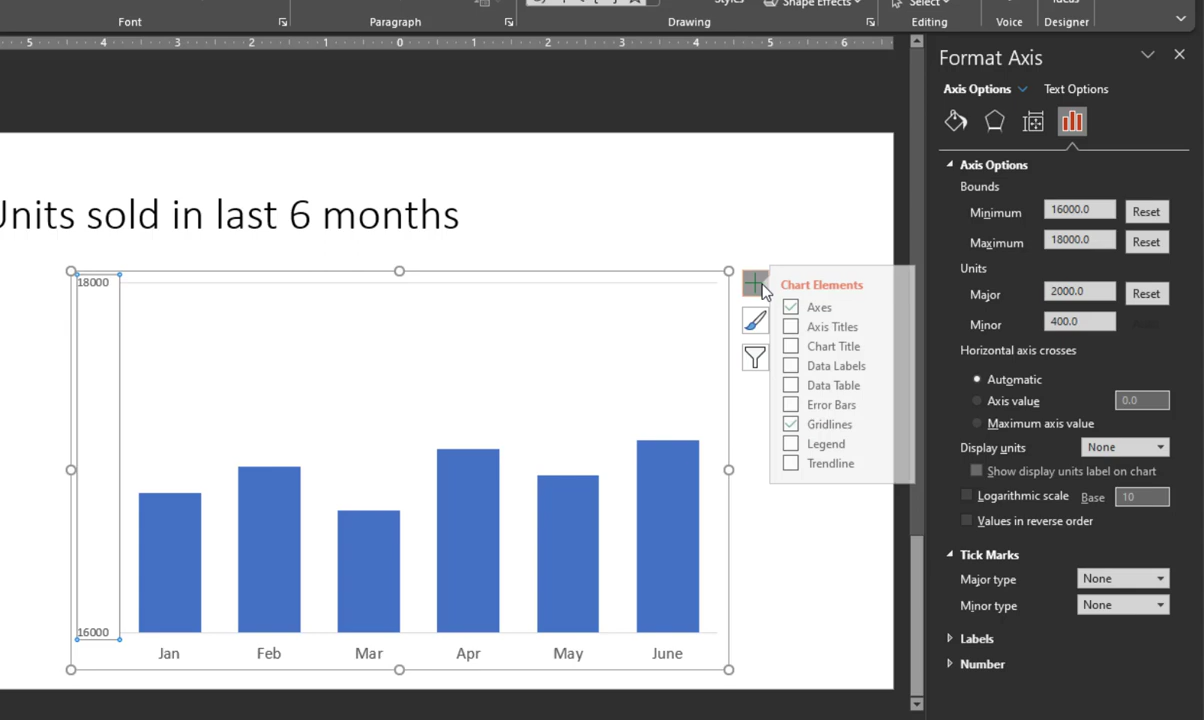 Styles
Shape Effects
Select
Ideas
Font
Paragraph
Drawing
Editing
Voice
Designer
5 4 3 2 1 0 1 2 3 4 5 6
Units sold in last 6 months
18000
16000
Jan Feb Mar Apr May June
Chart Elements
Axes
Axis Titles
Chart Title
Data Labels
Data Table
Error Bars
Gridlines
Legend
Trendline
Format Axis
Axis Options Text Options
Axis Options
Bounds
Minimum 16000.0 Reset
Maximum 18000.0 Reset
Units
Major 2000.0 Reset
Minor 400.0
Horizontal axis crosses
Automatic
Axis value 0.0
Maximum axis value
Display units None
Show display units label on chart
Logarithmic scale Base 10
Values in reverse order
Tick Marks
Major type None
Minor type None
Labels
Number